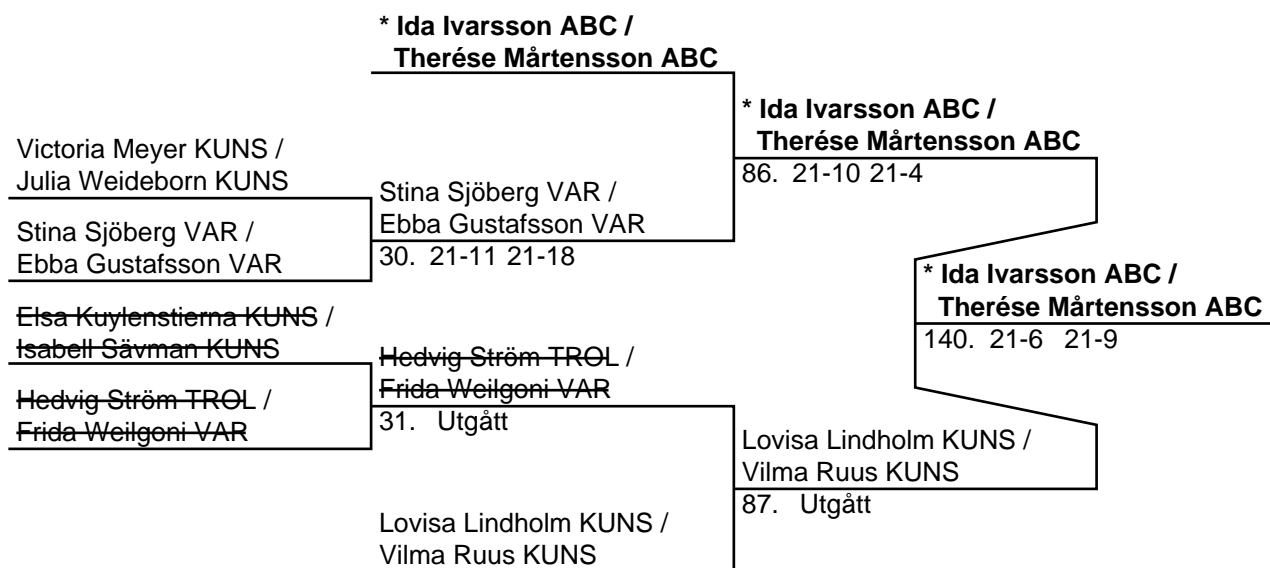 * Ida Ivarsson ABC /
Therése Mårtensson ABC
* Ida Ivarsson ABC /
Therése Mårtensson ABC
86. 21-10 21-4
Victoria Meyer KUNS /
Julia Weideborn KUNS
Stina Sjöberg VAR /
Ebba Gustafsson VAR
30. 21-11 21-18
Stina Sjöberg VAR /
Ebba Gustafsson VAR
* Ida Ivarsson ABC /
Therése Mårtensson ABC
140. 21-6 21-9
Elsa Kuylenstierna KUNS /
Isabell Sävman KUNS
Hedvig Ström TROL /
Frida Weilgoni VAR
31. Utgått
Hedvig Ström TROL /
Frida Weilgoni VAR
Lovisa Lindholm KUNS /
Vilma Ruus KUNS
87. Utgått
Lovisa Lindholm KUNS /
Vilma Ruus KUNS